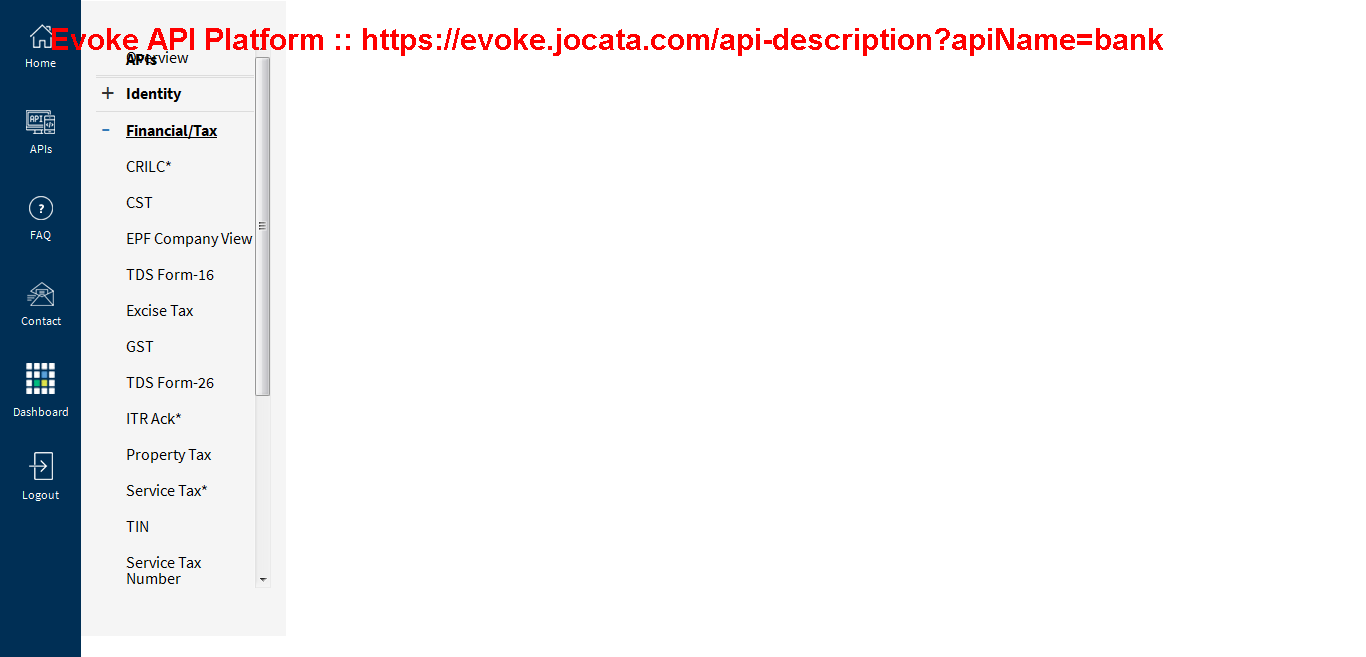 Evoke API Platform :: https://evoke.jocata.com/api-description?apiName=bank
Home
API
APIs
FAQ
Contact
Dashboard
Logout
Overview
APIs
Identity
Financial/Tax
CRILC*
CST
EPF Company View
TDS Form-16
Excise Tax
GST
TDS Form-26
ITR Ack*
Property Tax
Service Tax*
TIN
Service Tax
Number